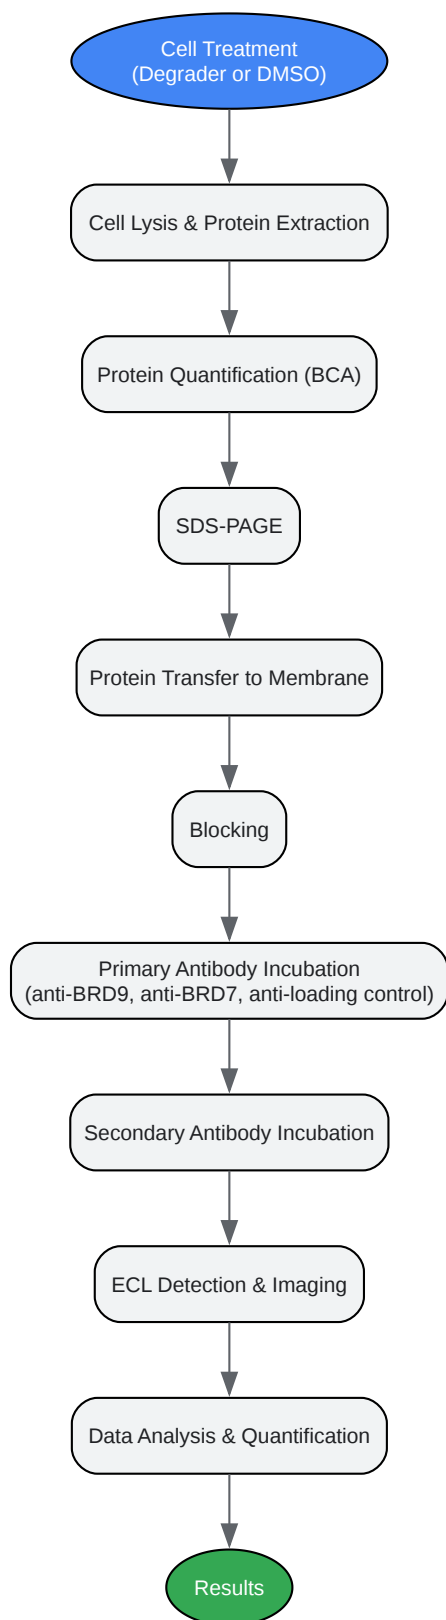 Cell Treatment
(Degrader or DMSO)
Cell Lysis & Protein Extraction
Protein Quantification (BCA)
SDS-PAGE
Protein Transfer to Membrane
Blocking
Primary Antibody Incubation
(anti-BRD9, anti-BRD7, anti-loading control)
Secondary Antibody Incubation
ECL Detection & Imaging
Data Analysis & Quantification
Results